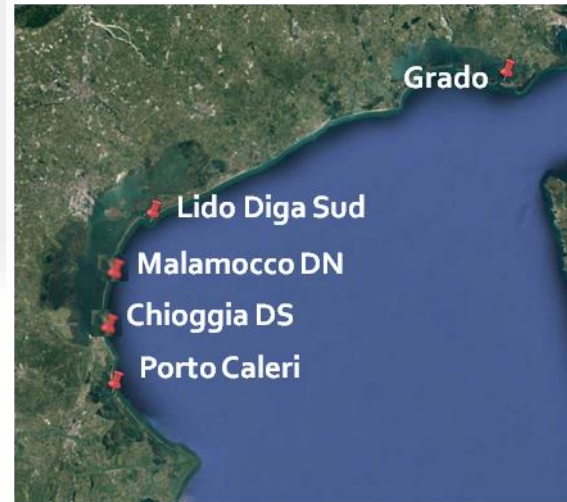 Grado
Lido Diga Sud
Malamocco DN
Chioggia DS
Porto Caleri